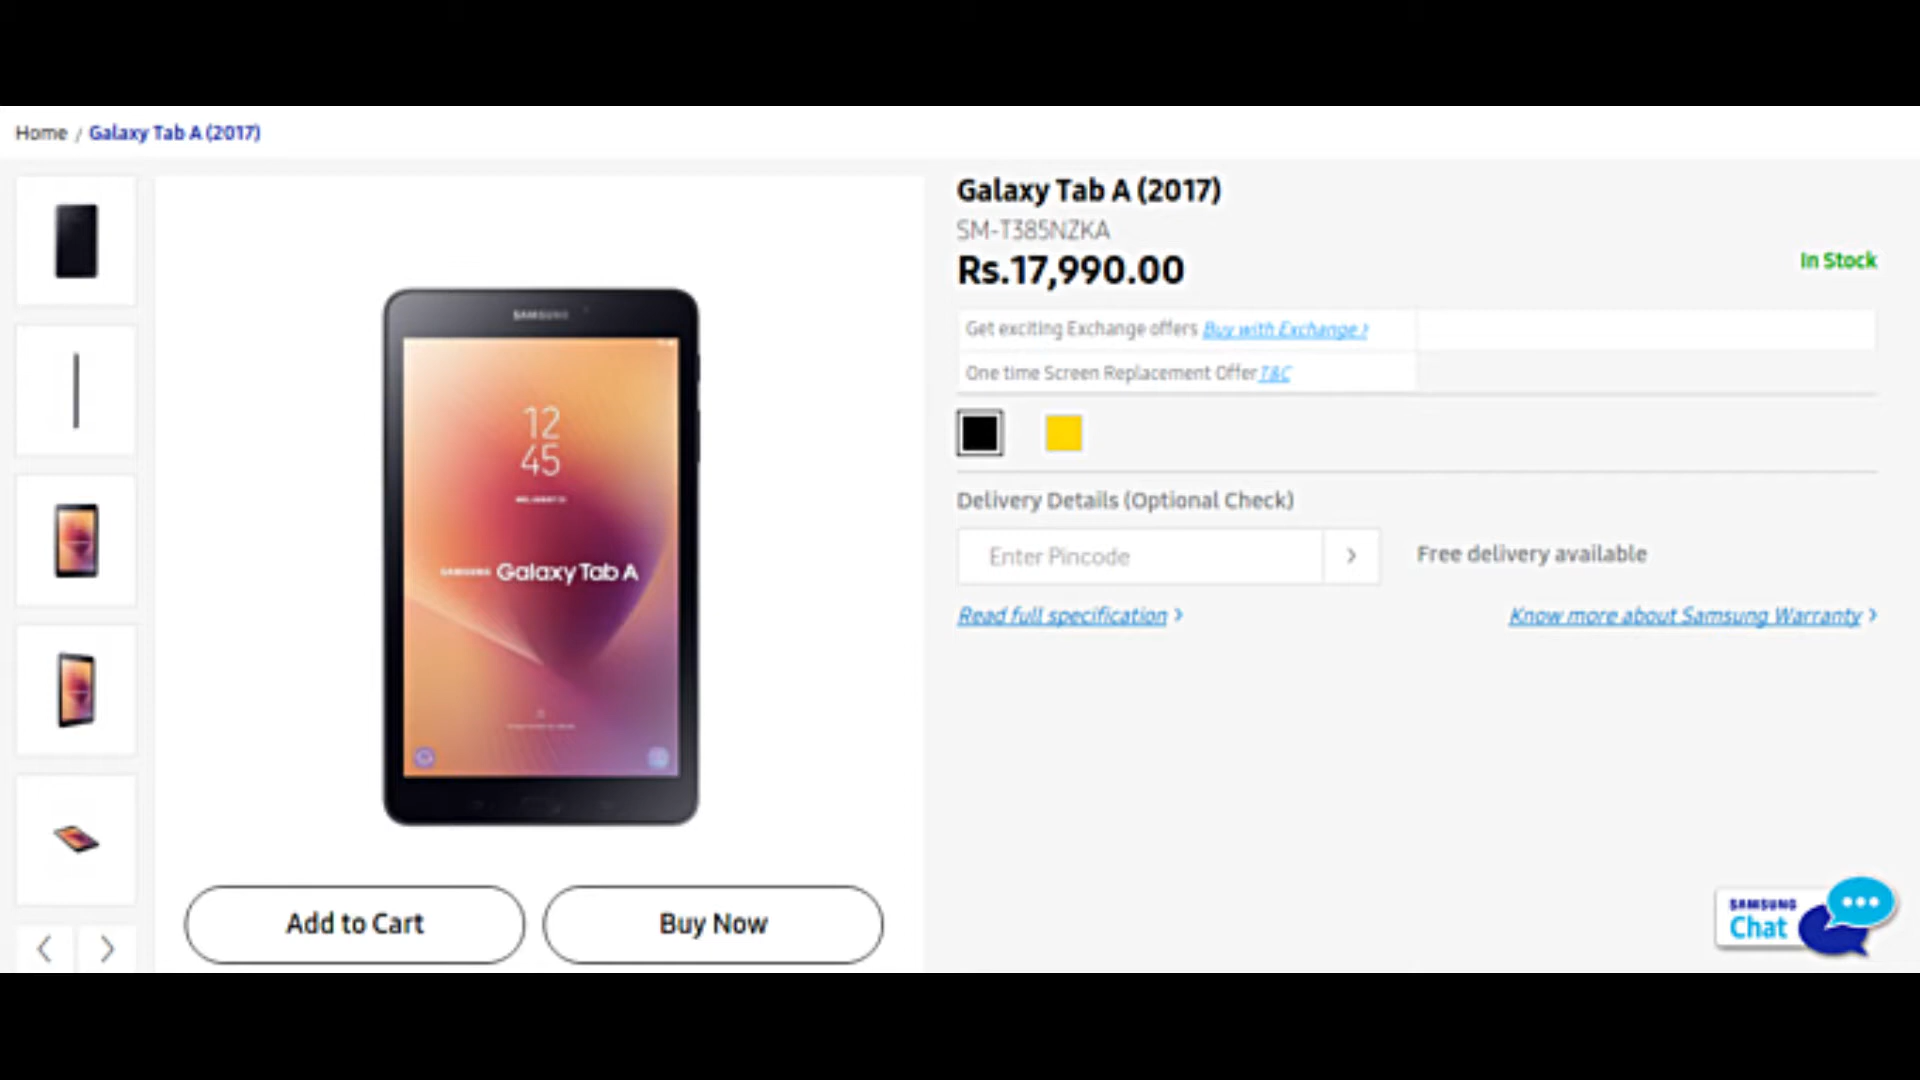 Home / Galaxy Tab A (2017)
Galaxy Tab A (2017)
SM-T385NZKA
Rs.17,990.00
In Stock
Get exciting Exchange offers Buy with Exchange >
One time Screen Replacement Offer T&C
Delivery Details (Optional Check)
Enter Pincode >
Free delivery available
Read full specification >
Know more about Samsung Warranty >
SAMSUNG
12
45
SAMSUNG Galaxy Tab A
Add to Cart
Buy Now
SAMSUNG
Chat